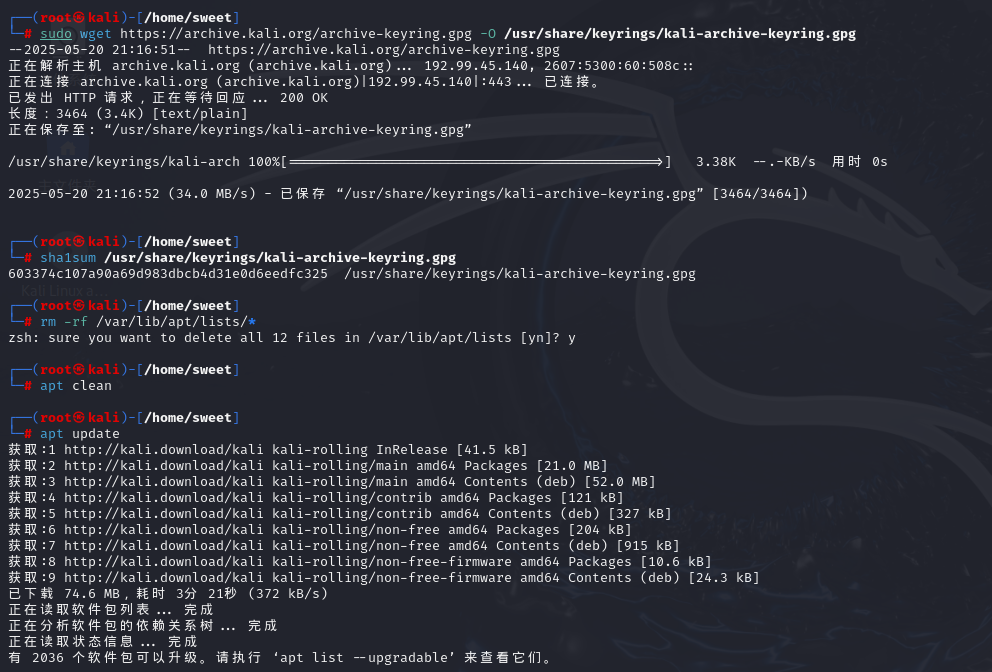 ┌──(root㉿kali)-[/home/sweet]
└─# sudo wget https://archive.kali.org/archive-keyring.gpg -O /usr/share/keyrings/kali-archive-keyring.gpg
--2025-05-20 21:16:51--  https://archive.kali.org/archive-keyring.gpg
正在解析主机 archive.kali.org (archive.kali.org)... 192.99.45.140, 2607:5300:60:508c::
正在连接 archive.kali.org (archive.kali.org)|192.99.45.140|:443... 已连接。
已发出 HTTP 请求，正在等待回应... 200 OK
长度：3464 (3.4K) [text/plain]
正在保存至: “/usr/share/keyrings/kali-archive-keyring.gpg”
/usr/share/keyrings/kali-arch 100%[===============================================>]   3.38K  --.-KB/s  用时 0s
2025-05-20 21:16:52 (34.0 MB/s) - 已保存 “/usr/share/keyrings/kali-archive-keyring.gpg” [3464/3464])
┌──(root㉿kali)-[/home/sweet]
└─# sha1sum /usr/share/keyrings/kali-archive-keyring.gpg
603374c107a90a69d983dbcb4d31e0d6eedfc325  /usr/share/keyrings/kali-archive-keyring.gpg
Kali Linux a...
┌──(root㉿kali)-[/home/sweet]
└─# rm -rf /var/lib/apt/lists/*
zsh: sure you want to delete all 12 files in /var/lib/apt/lists [yn]? y
┌──(root㉿kali)-[/home/sweet]
└─# apt clean
┌──(root㉿kali)-[/home/sweet]
└─# apt update
获取:1 http://kali.download/kali kali-rolling InRelease [41.5 kB]
获取:2 http://kali.download/kali kali-rolling/main amd64 Packages [21.0 MB]
获取:3 http://kali.download/kali kali-rolling/main amd64 Contents (deb) [52.0 MB]
获取:4 http://kali.download/kali kali-rolling/contrib amd64 Packages [121 kB]
获取:5 http://kali.download/kali kali-rolling/contrib amd64 Contents (deb) [327 kB]
获取:6 http://kali.download/kali kali-rolling/non-free amd64 Packages [204 kB]
获取:7 http://kali.download/kali kali-rolling/non-free amd64 Contents (deb) [915 kB]
获取:8 http://kali.download/kali kali-rolling/non-free-firmware amd64 Packages [10.6 kB]
获取:9 http://kali.download/kali kali-rolling/non-free-firmware amd64 Contents (deb) [24.3 kB]
已下载 74.6 MB，耗时 3分 21秒 (372 kB/s)
正在读取软件包列表... 完成
正在分析软件包的依赖关系树... 完成
正在读取状态信息... 完成
有 2036 个软件包可以升级。请执行 ‘apt list --upgradable’ 来查看它们。